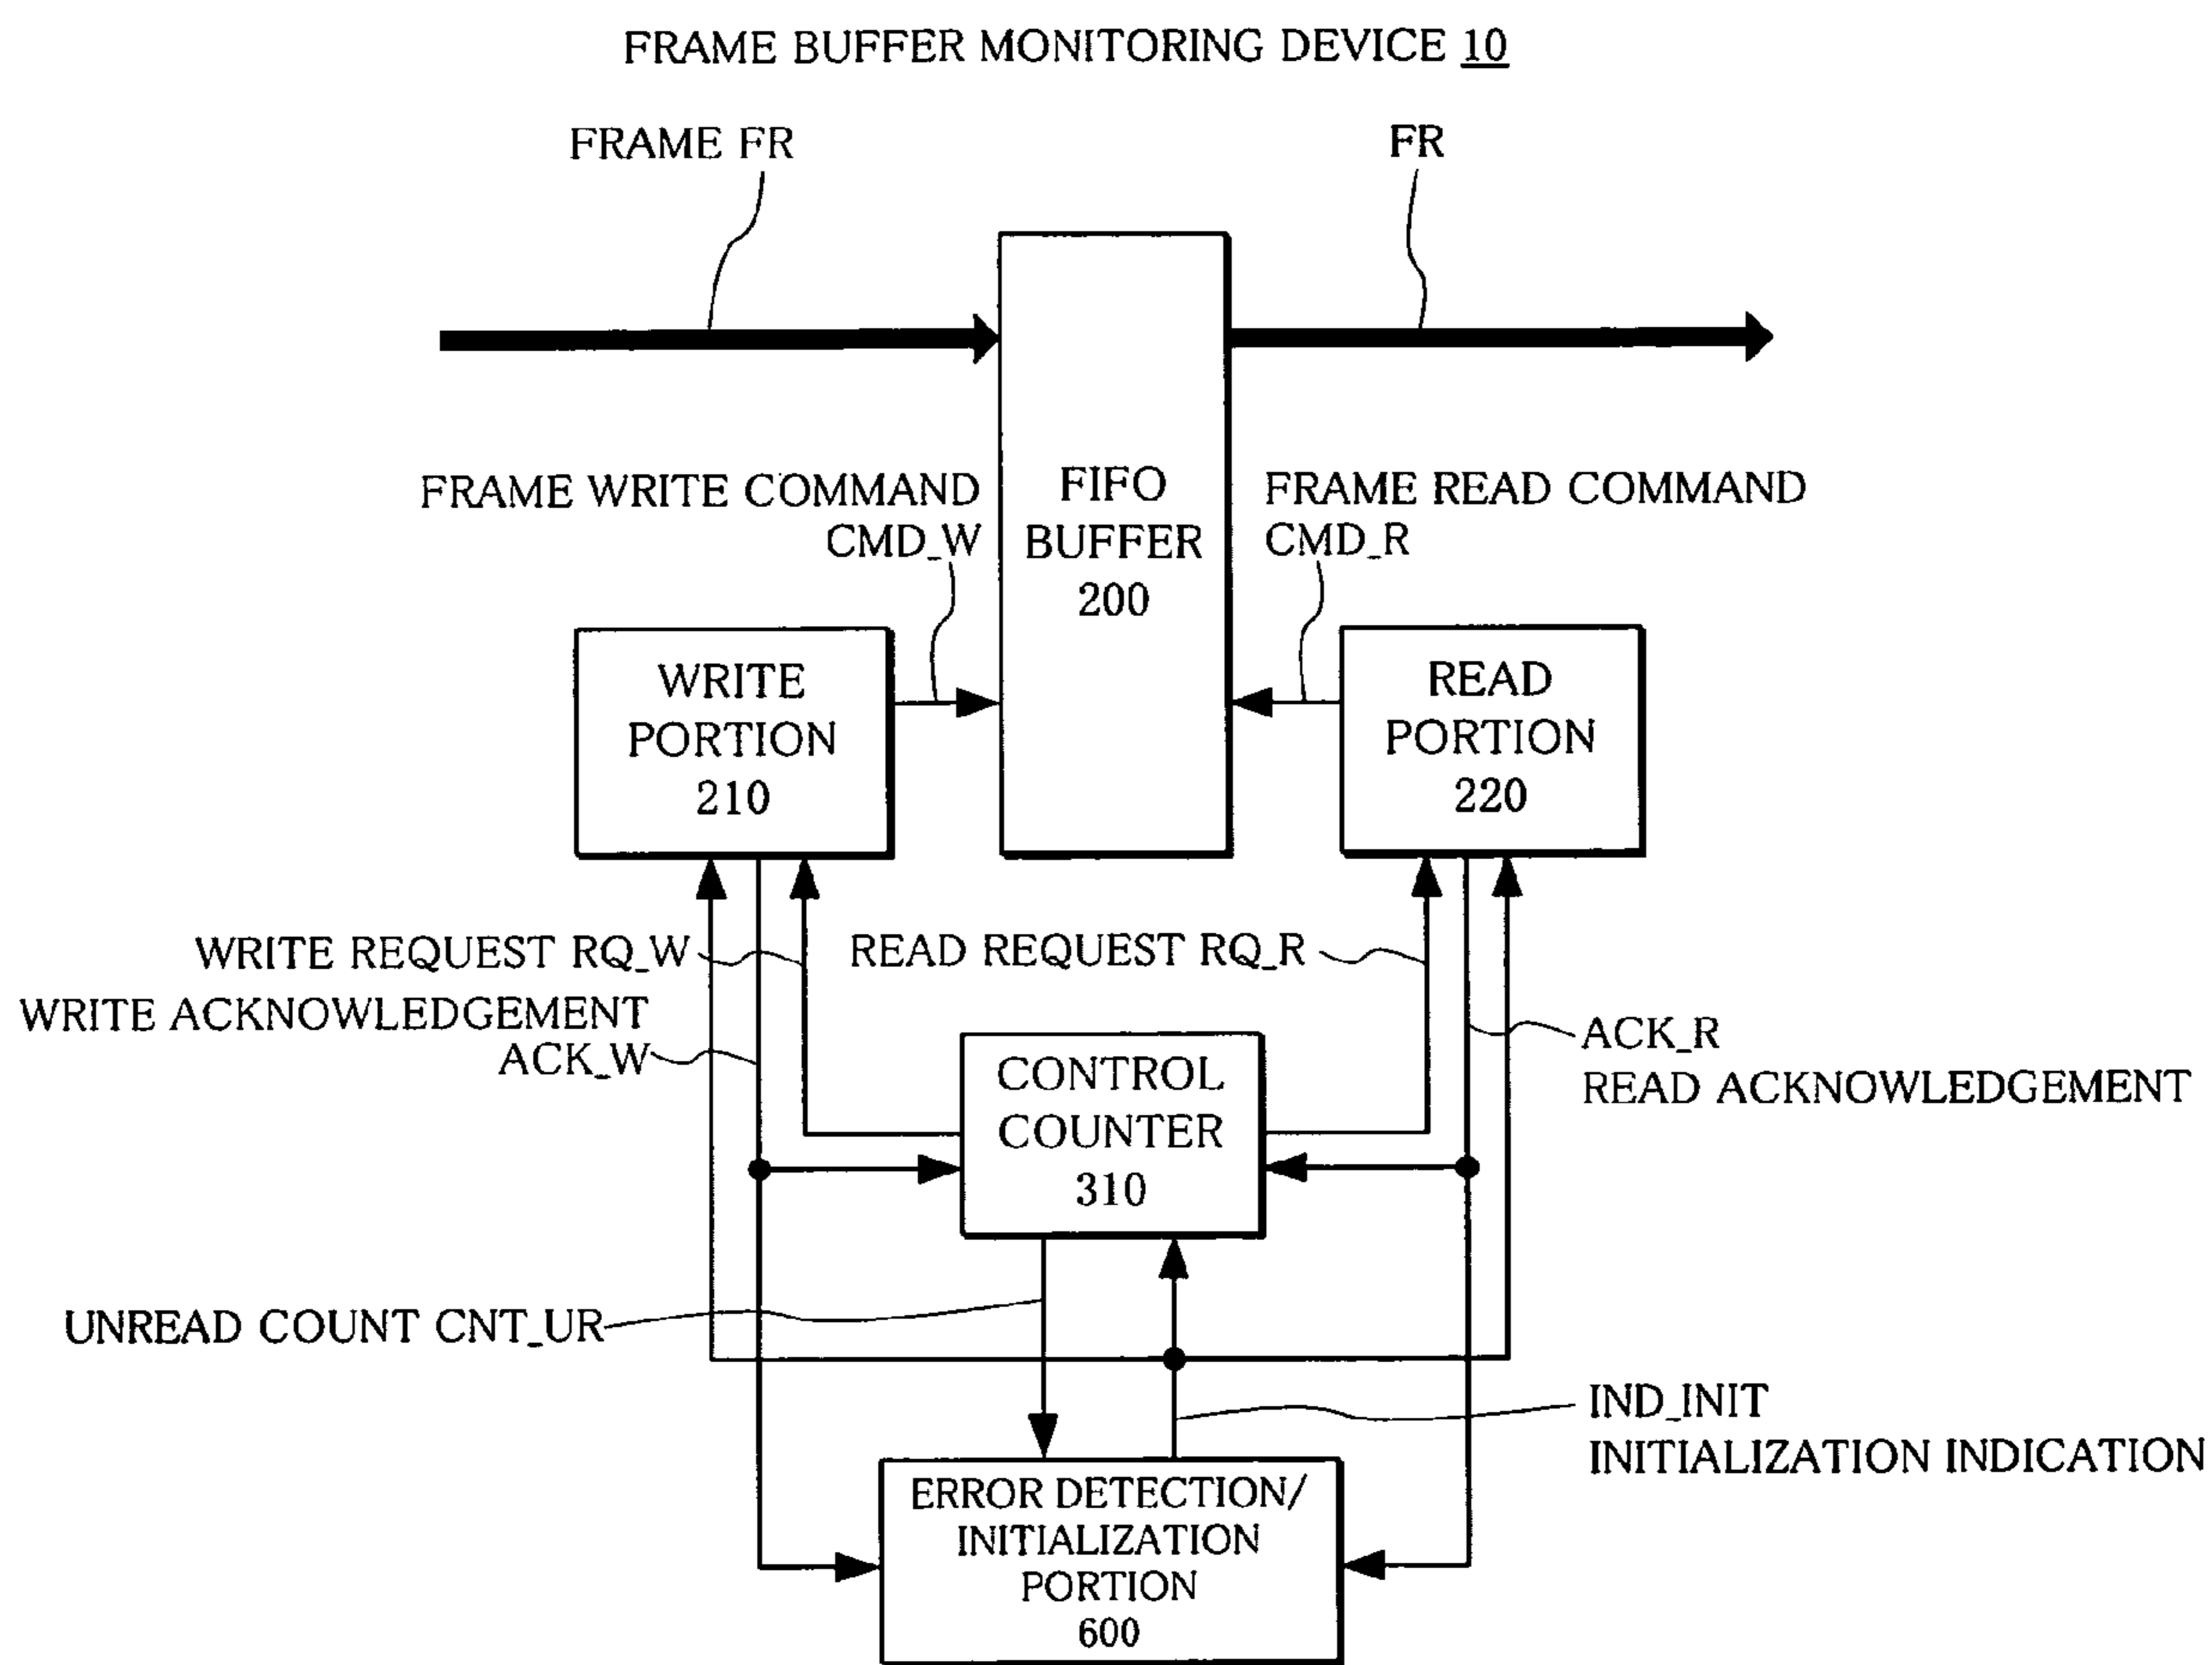 FRAME BUFFER MONITORING DEVICE 10
FRAME FR
FR
FRAME WRITE COMMAND
CMD_W
FIFO
BUFFER
200
FRAME READ COMMAND
CMD_R
WRITE
PORTION
210
READ
PORTION
220
WRITE REQUEST RQ_W
READ REQUEST RQ_R
WRITE ACKNOWLEDGEMENT
ACK_W
CONTROL
COUNTER
310
ACK_R
READ ACKNOWLEDGEMENT
UNREAD COUNT CNT_UR
IND_INIT
INITIALIZATION INDICATION
ERROR DETECTION/
INITIALIZATION
PORTION
600